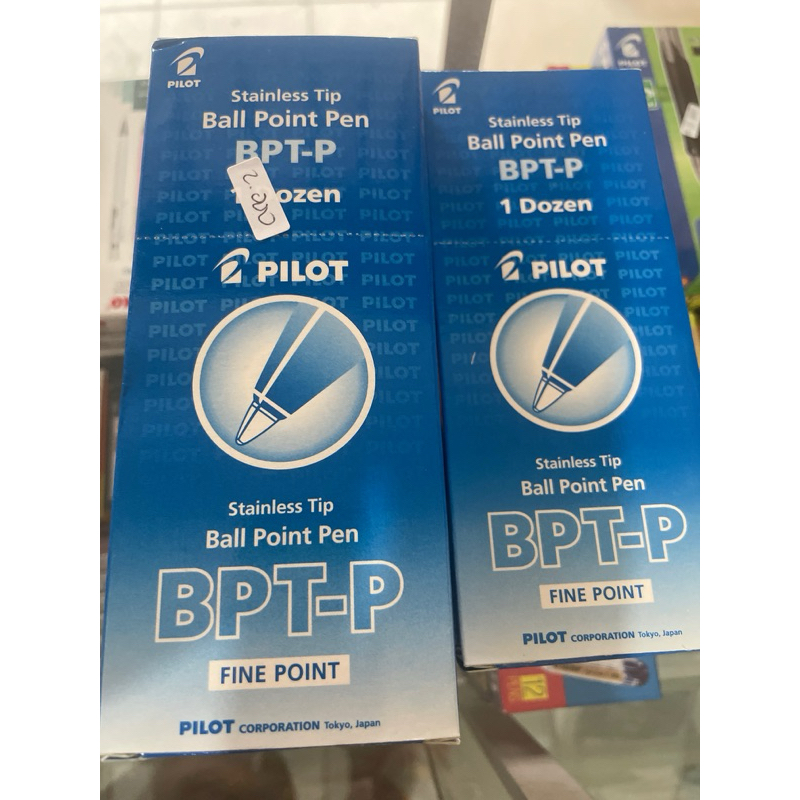 PILOT
Stainless Tip
Ball Point Pen
BPT-P
1 Dozen
PILOT
Stainless Tip
Ball Point Pen
BPT-P
FINE POINT
PILOT CORPORATION Tokyo, Japan
PILOT
Stainless Tip
Ball Point Pen
BPT-P
1 Dozen
PILOT
Stainless Tip
Ball Point Pen
BPT-P
FINE POINT
PILOT CORPORATION Tokyo, Japan
12